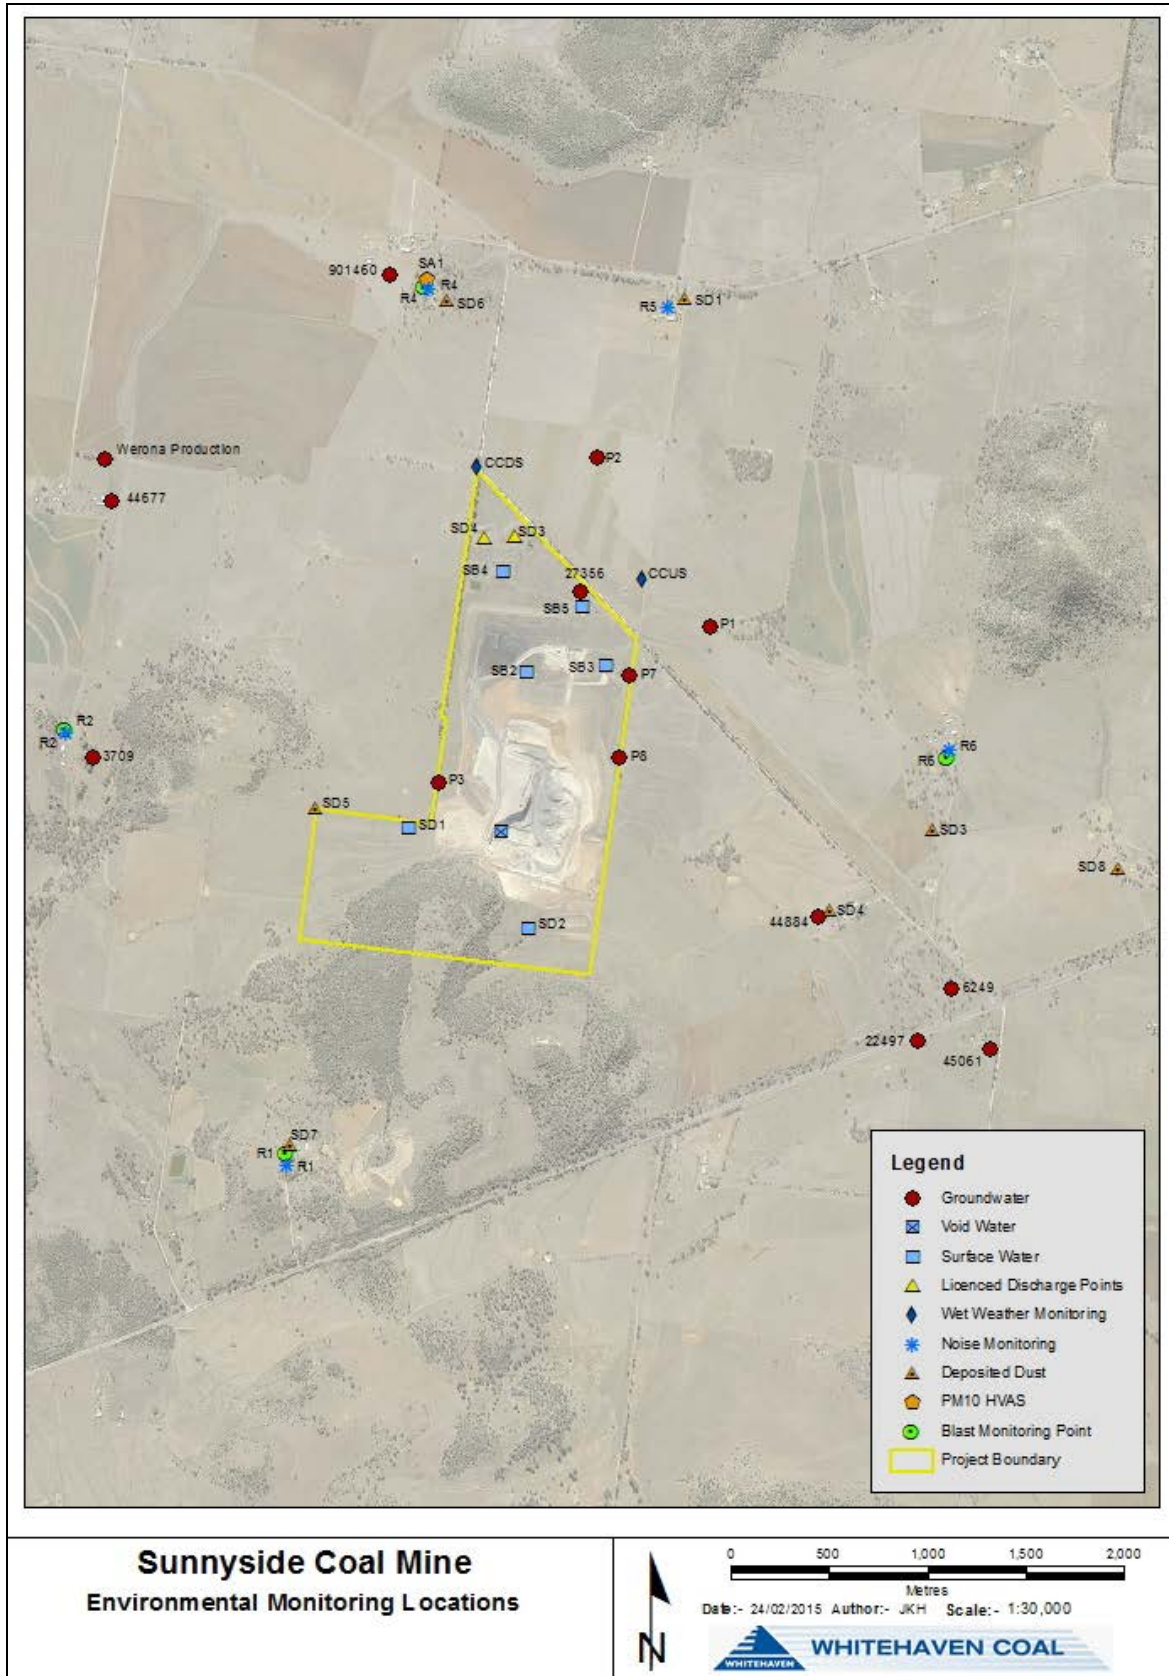 901460
SA1
R4
R4
SD6
R5
SD1
Werona Production
44677
CCDS
P2
SD4
SD3
SB4
27356
SB5
CCUS
P1
SB2
SB3
P7
R2
R2
3709
P3
P8
R6
R6
SD5
SD1
SD3
SD8
SD2
44884
SD4
6249
22497
45061
SD7
R1
R1
Legend
Groundwater
Void Water
Surface Water
Licenced Discharge Points
Wet Weather Monitoring
Noise Monitoring
Deposited Dust
PM10 HVAS
Blast Monitoring Point
Project Boundary
Sunnyside Coal Mine
Environmental Monitoring Locations
N
0 500 1,000 1,500 2,000
Metres
Date:- 24/02/2015 Author:- JKH Scale:- 1:30,000
WHITEHAVEN
WHITEHAVEN COAL